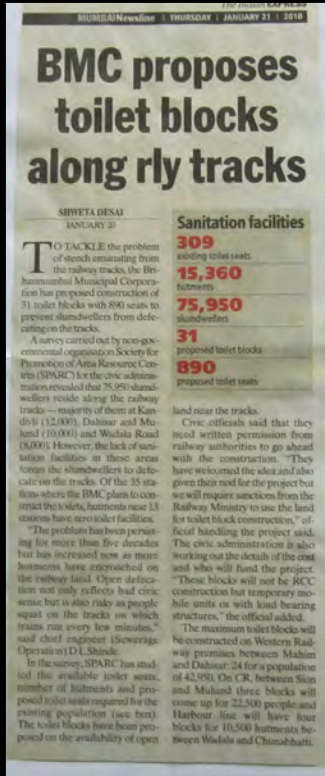 The Indian EXPRESS
MUMBAI Newsline | THURSDAY | JANUARY 21 | 2010
BMC proposes
toilet blocks
along rly tracks
SHWETA DESAI
JANUARY 20
TO TACKLE the problem
of stench eminating from
the railway tracks, the Bri-
hanmumbai Municipal Corpora-
tion has proposed construction of
31 toilet blocks with 890 seats to
prevent slumdwellers from defe-
cating on the tracks.
A survey carried out by non-gov-
ernmental organisation Society for
Promotion of Area Resource Cen-
tres (SPARC) for the civic adminis-
tration revealed that 75,950 slumd-
wellers reside along the railway
tracks — majority of them at Kan-
divli (12,000), Dahisar and Mu-
lund (10,000) and Wadala Road
(8,000). However, the lack of sani-
tation facilities in these areas
forces the slumdwellers to defe-
cate on the tracks. Of the 35 sta-
tions where the BMC plans to con-
struct the toilets, hutments near 13
stations have zero toilet facilities.
"The problem has been persist-
ing for more than five decades
but has increased now as more
hutments have encroached on
the railway land. Open defeca-
tion not only reflects bad civic
sense but is also risky as people
squat on the tracks on which
trains run every few minutes,"
said chief engineer (Sewerage
Operation) D L Shinde.
In the survey, SPARC has stud-
ied the available toilet seats,
number of hutments and pro-
posed toilet seats required for the
existing population (see box).
The toilet blocks have been pro-
posed on the availability of open
Sanitation facilities
309
existing toilet seats
15,360
hutments
75,950
slumdwellers
31
proposed toilet blocks
890
proposed toilet seats
land near the tracks.
Civic officials said that they
need written permission from
railway authorities to go ahead
with the construction. "They
have welcomed the idea and also
given their nod for the project but
we will require sanctions from the
Railway Ministry to use the land
for toilet block construction," of-
ficial handling the project said.
The civic administration is also
working out the details of the cost
and who will fund the project.
"These blocks will not be RCC
construction but temporary mo-
bile units or with load bearing
structures," the official added.
The maximum toilet blocks will
be constructed on Western Rail-
way premises between Mahim
and Dahisar: 24 for a population
of 42,950. On CR, between Sion
and Mulund three blocks will
come up for 22,500 people and
Harbour line will have four
blocks for 10,500 hutments be-
tween Wadala and Chunabhatti.